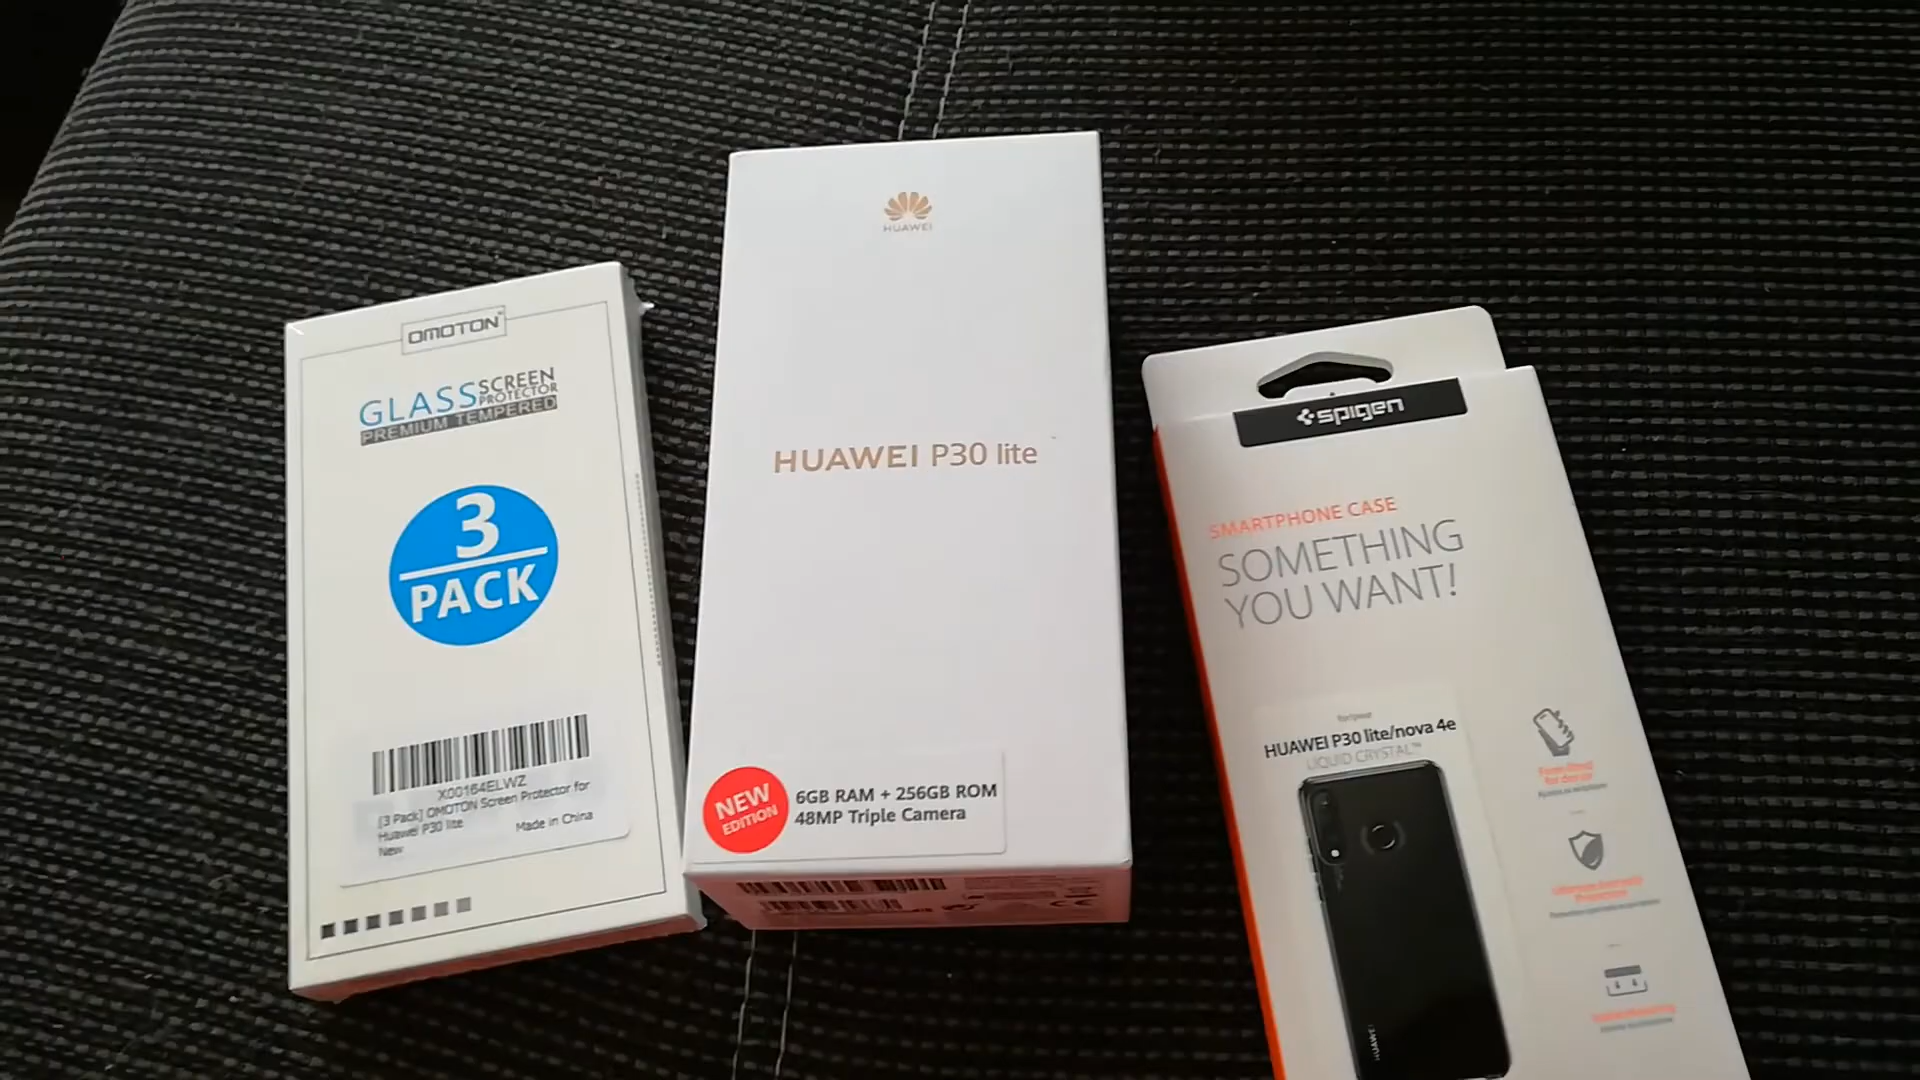 OMOTON
GLASS SCREEN PROTECTOR
PREMIUM TEMPERED
3
PACK
X00164ELWZ
[3 Pack] OMOTON Screen Protector for
Huawei P30 lite
New
Made in China
HUAWEI
HUAWEI P30 lite
NEW
EDITION
6GB RAM + 256GB ROM
48MP Triple Camera
spigen
SMARTPHONE CASE
SOMETHING
YOU WANT!
HUAWEI P30 lite/nova 4e
LIQUID CRYSTAL™
HUAWEI